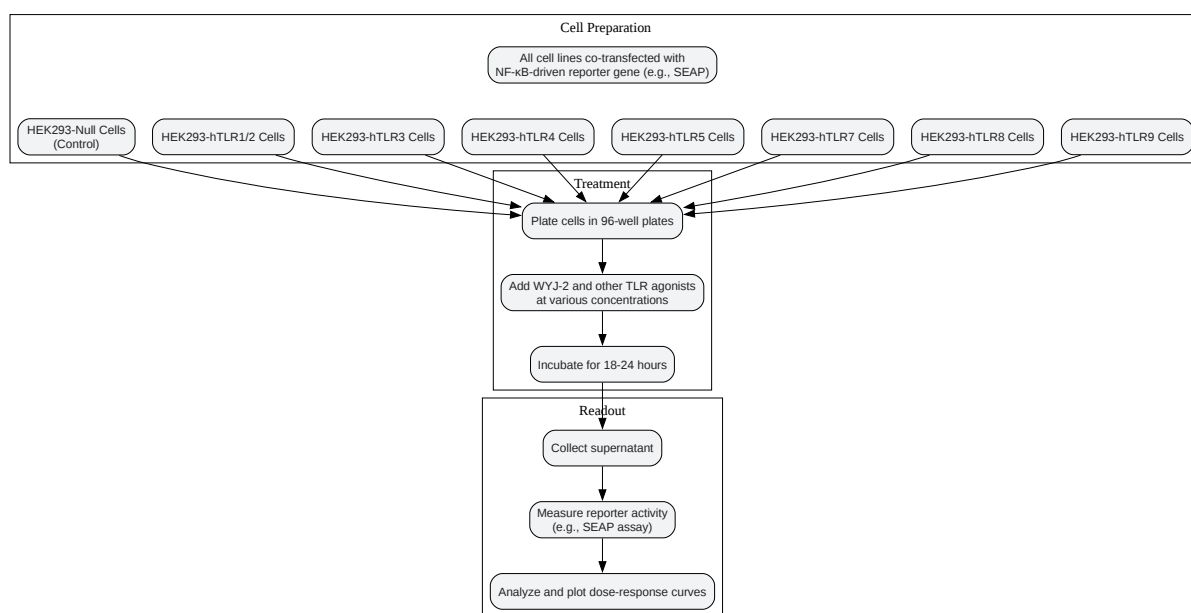 Cell Preparation
All cell lines co-transfected with
NF-κB-driven reporter gene (e.g., SEAP)
HEK293-Null Cells
(Control)
HEK293-hTLR1/2 Cells
HEK293-hTLR3 Cells
HEK293-hTLR4 Cells
HEK293-hTLR5 Cells
HEK293-hTLR7 Cells
HEK293-hTLR8 Cells
HEK293-hTLR9 Cells
Treatment
Plate cells in 96-well plates
Add WYJ-2 and other TLR agonists
at various concentrations
Incubate for 18-24 hours
Readout
Collect supernatant
Measure reporter activity
(e.g., SEAP assay)
Analyze and plot dose-response curves